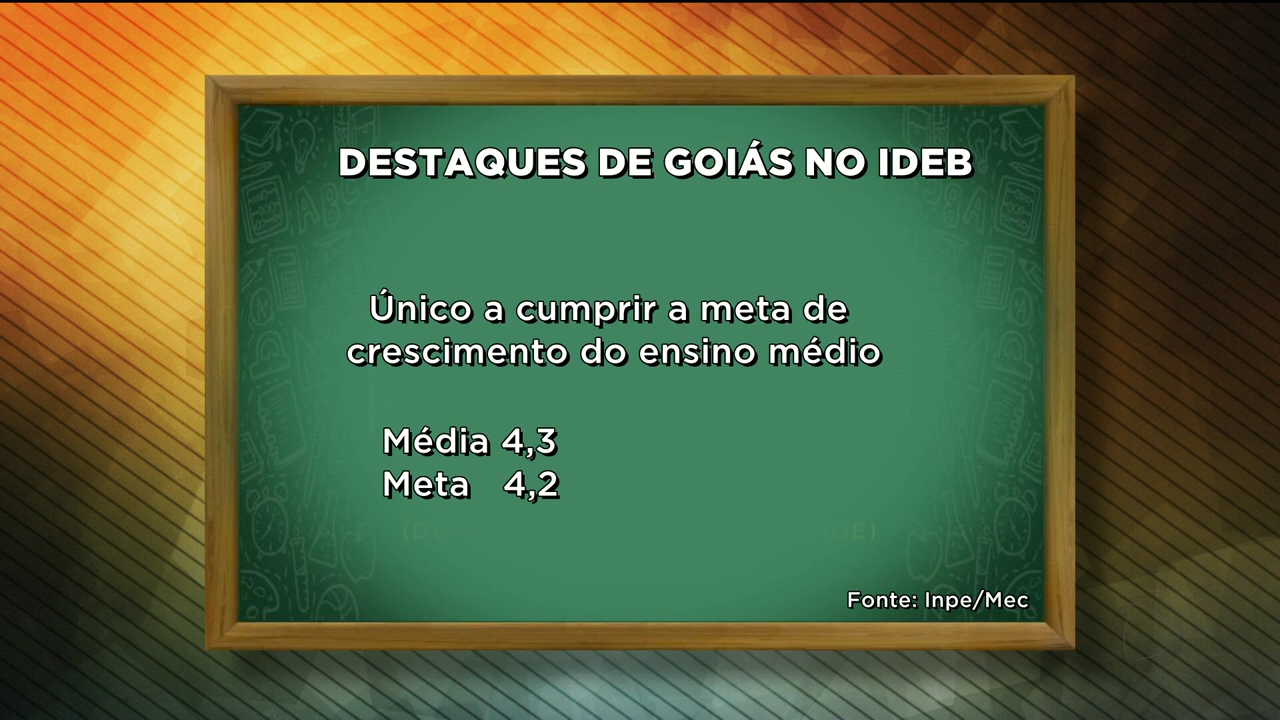 DESTAQUES DE GOIÁS NO IDEB
Único a cumprir a meta de
crescimento do ensino médio
Média 4,3
Meta 4,2
Fonte: Inpe/Mec